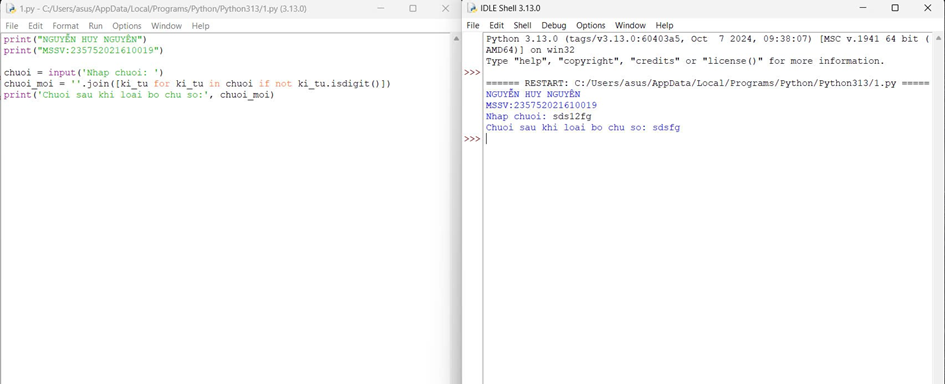 1.py - C:/Users/asus/AppData/Local/Programs/Python/Python313/1.py (3.13.0)
File Edit Format Run Options Window Help
print("NGUYỄN HUY NGUYÊN")
print("MSSV:235752021610019")
chuoi = input('Nhap chuoi: ')
chuoi_moi = ''.join([ki_tu for ki_tu in chuoi if not ki_tu.isdigit()])
print('Chuoi sau khi loai bo chu so:', chuoi_moi)
IDLE Shell 3.13.0
File Edit Shell Debug Options Window Help
Python 3.13.0 (tags/v3.13.0:60403a5, Oct  7 2024, 09:38:07) [MSC v.1941 64 bit (
AMD64)] on win32
Type "help", "copyright", "credits" or "license()" for more information.
>>>
====== RESTART: C:/Users/asus/AppData/Local/Programs/Python/Python313/1.py =====
NGUYỄN HUY NGUYÊN
MSSV:235752021610019
Nhap chuoi: sds12fg
Chuoi sau khi loai bo chu so: sdsfg
>>>